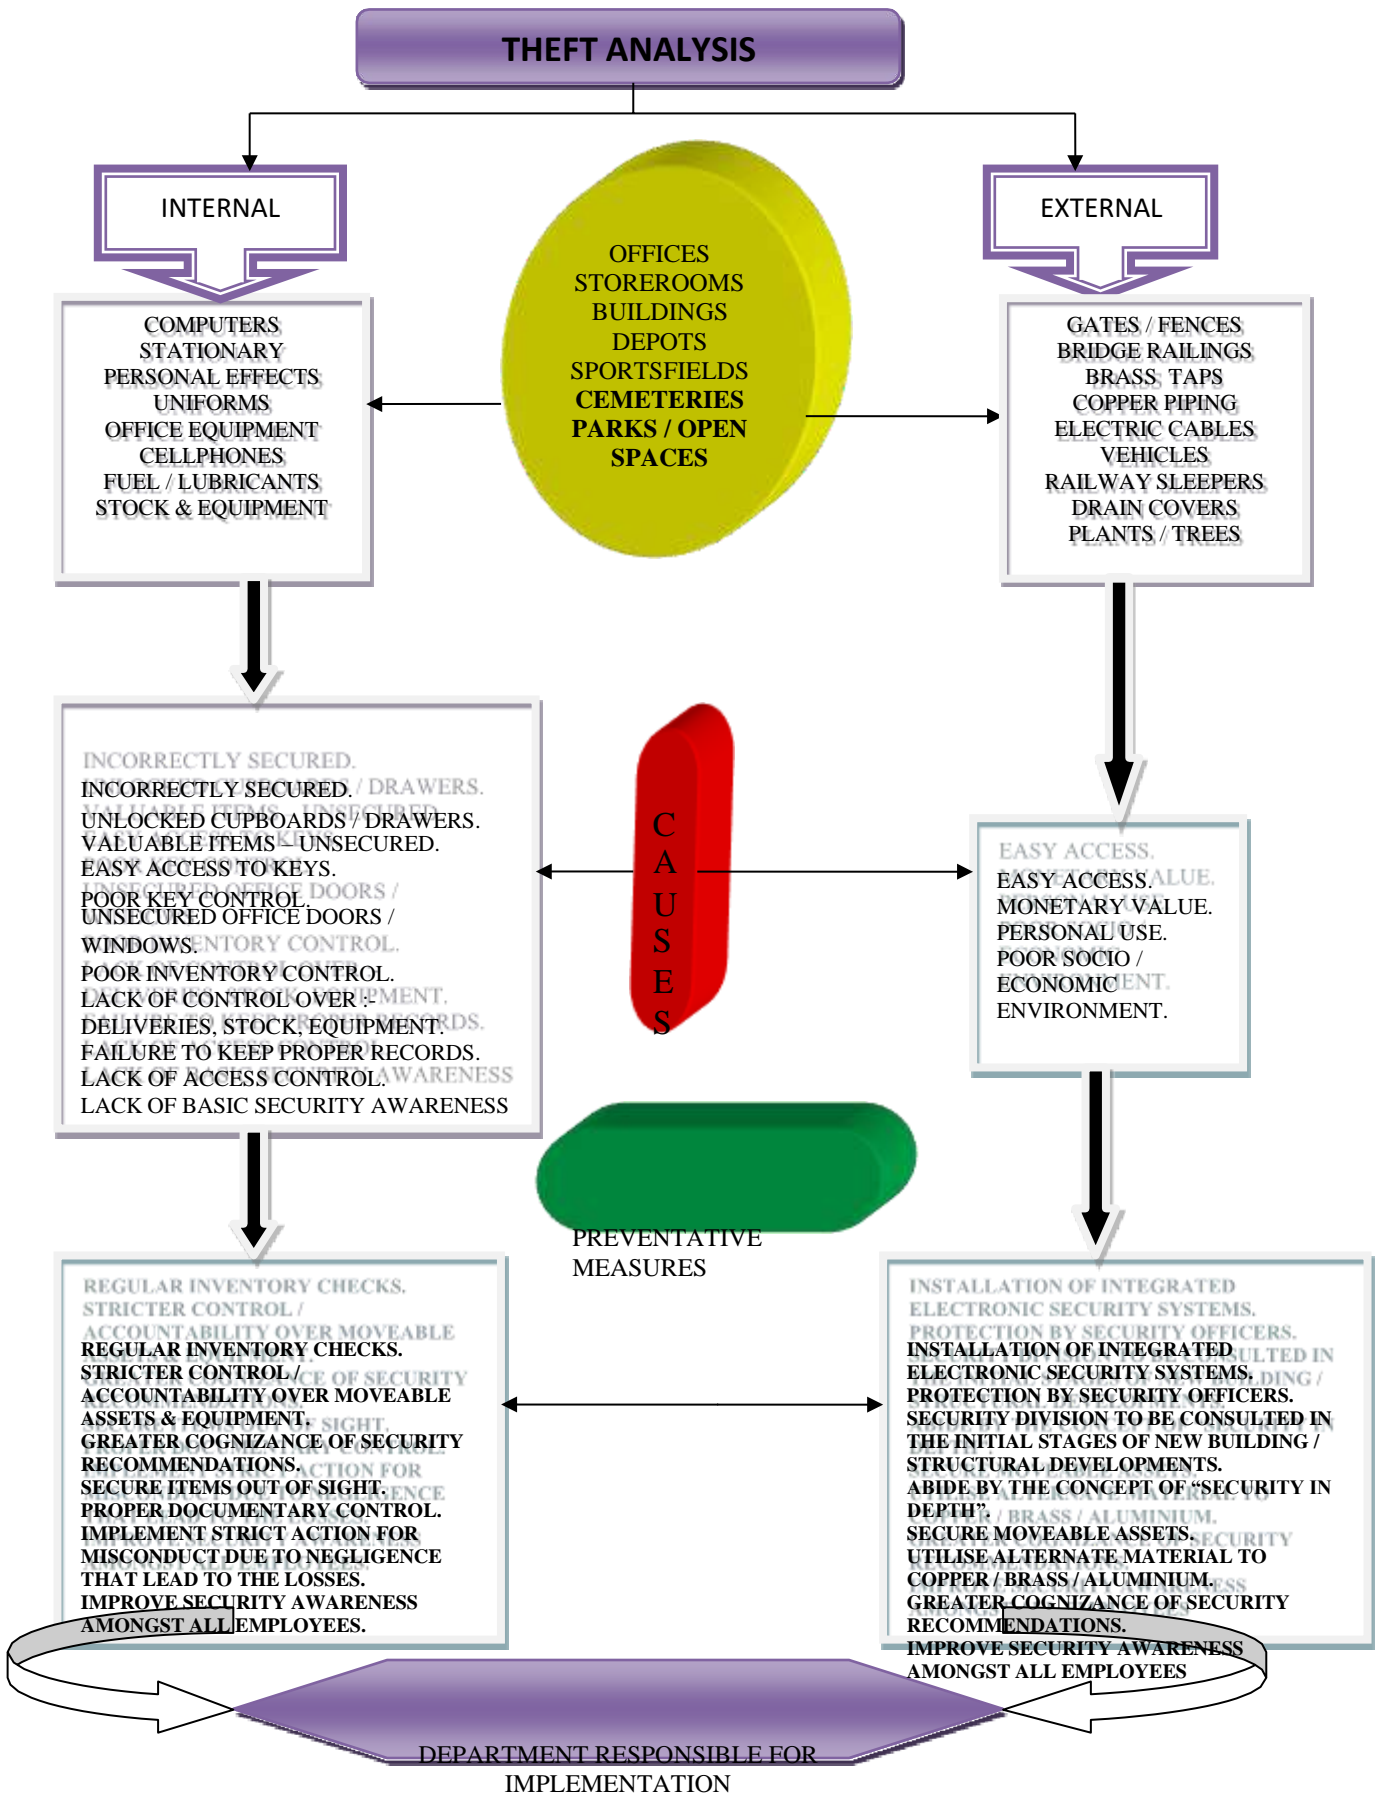 THEFT ANALYSIS
INTERNAL
EXTERNAL
OFFICES
STOREROOMS
BUILDINGS
DEPOTS
SPORTSFIELDS
CEMETERIES
PARKS / OPEN
SPACES
COMPUTERS
STATIONARY
PERSONAL EFFECTS
UNIFORMS
OFFICE EQUIPMENT
CELLPHONES
FUEL / LUBRICANTS
STOCK & EQUIPMENT
GATES / FENCES
BRIDGE RAILINGS
BRASS TAPS
COPPER PIPING
ELECTRIC CABLES
VEHICLES
RAILWAY SLEEPERS
DRAIN COVERS
PLANTS / TREES
INCORRECTLY SECURED.
UNLOCKED CUPBOARDS / DRAWERS.
VALUABLE ITEMS – UNSECURED.
EASY ACCESS TO KEYS.
POOR KEY CONTROL.
UNSECURED OFFICE DOORS /
WINDOWS.
POOR INVENTORY CONTROL.
LACK OF CONTROL OVER :-
DELIVERIES, STOCK, EQUIPMENT.
FAILURE TO KEEP PROPER RECORDS.
LACK OF ACCESS CONTROL.
LACK OF BASIC SECURITY AWARENESS
C
A
U
S
E
S
EASY ACCESS.
MONETARY VALUE.
PERSONAL USE.
POOR SOCIO /
ECONOMIC
ENVIRONMENT.
PREVENTATIVE
MEASURES
REGULAR INVENTORY CHECKS.
STRICTER CONTROL /
ACCOUNTABILITY OVER MOVEABLE
ASSETS & EQUIPMENT.
GREATER COGNIZANCE OF SECURITY
RECOMMENDATIONS.
SECURE ITEMS OUT OF SIGHT.
PROPER DOCUMENTARY CONTROL.
IMPLEMENT STRICT ACTION FOR
MISCONDUCT DUE TO NEGLIGENCE
THAT LEAD TO THE LOSSES.
IMPROVE SECURITY AWARENESS
AMONGST ALL EMPLOYEES.
INSTALLATION OF INTEGRATED
ELECTRONIC SECURITY SYSTEMS.
PROTECTION BY SECURITY OFFICERS.
SECURITY DIVISION TO BE CONSULTED IN
THE INITIAL STAGES OF NEW BUILDING /
STRUCTURAL DEVELOPMENTS.
ABIDE BY THE CONCEPT OF “SECURITY IN
DEPTH”.
SECURE MOVEABLE ASSETS.
UTILISE ALTERNATE MATERIAL TO
COPPER / BRASS / ALUMINIUM.
GREATER COGNIZANCE OF SECURITY
RECOMMENDATIONS.
IMPROVE SECURITY AWARENESS
AMONGST ALL EMPLOYEES
DEPARTMENT RESPONSIBLE FOR
IMPLEMENTATION